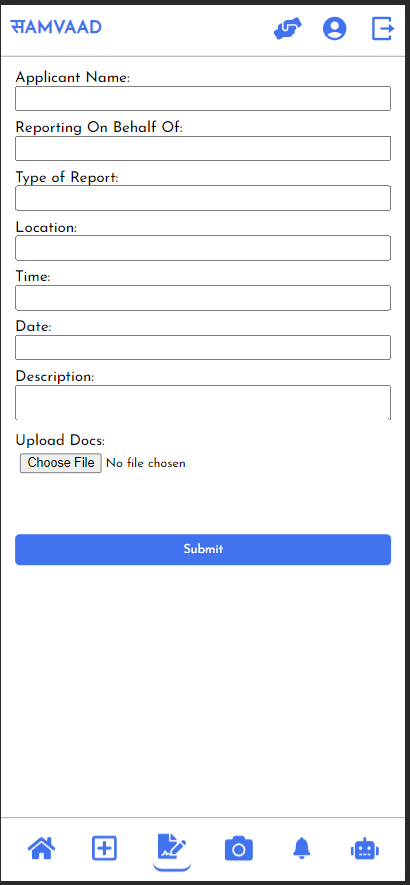 सAMVAAD
Applicant Name:
Reporting On Behalf Of:
Type of Report:
Location:
Time:
Date:
Description:
Upload Docs:
Choose File No file chosen
Submit